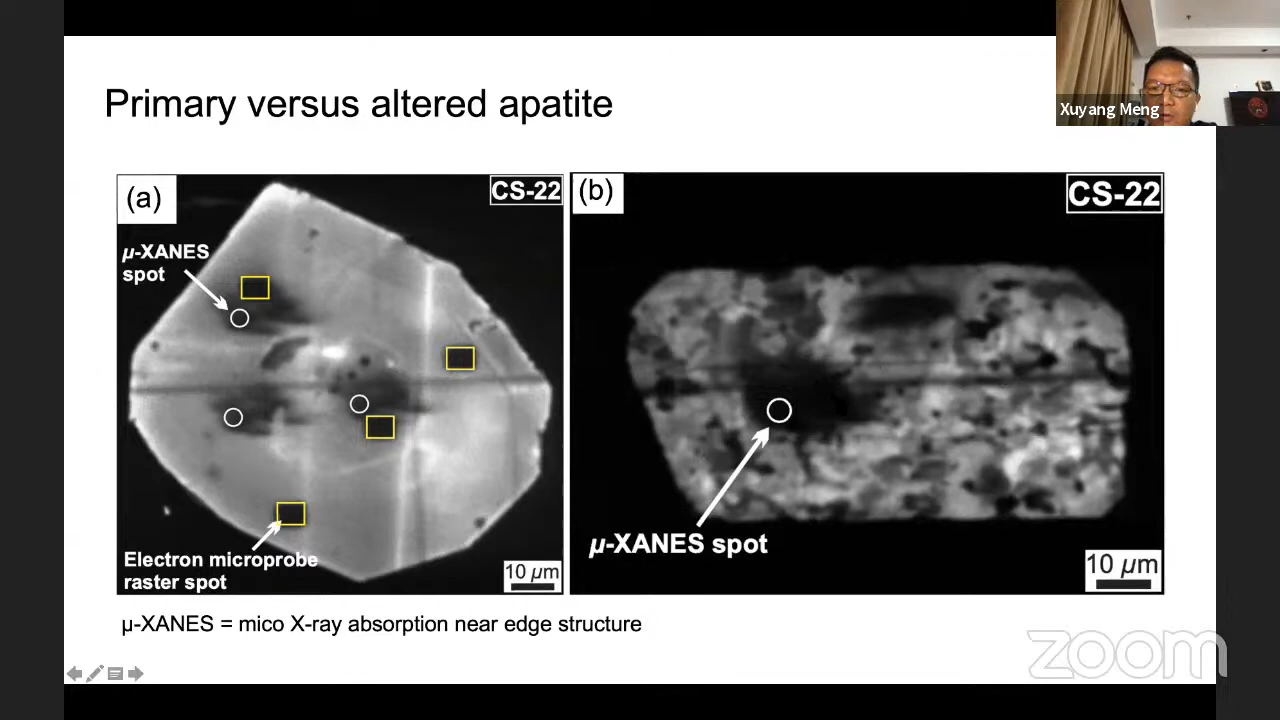 Primary versus altered apatite
Xuyang Meng
(a)
CS-22
μ-XANES
spot
Electron microprobe
raster spot
10 μm
(b)
CS-22
μ-XANES spot
10 μm
μ-XANES = mico X-ray absorption near edge structure
zoom